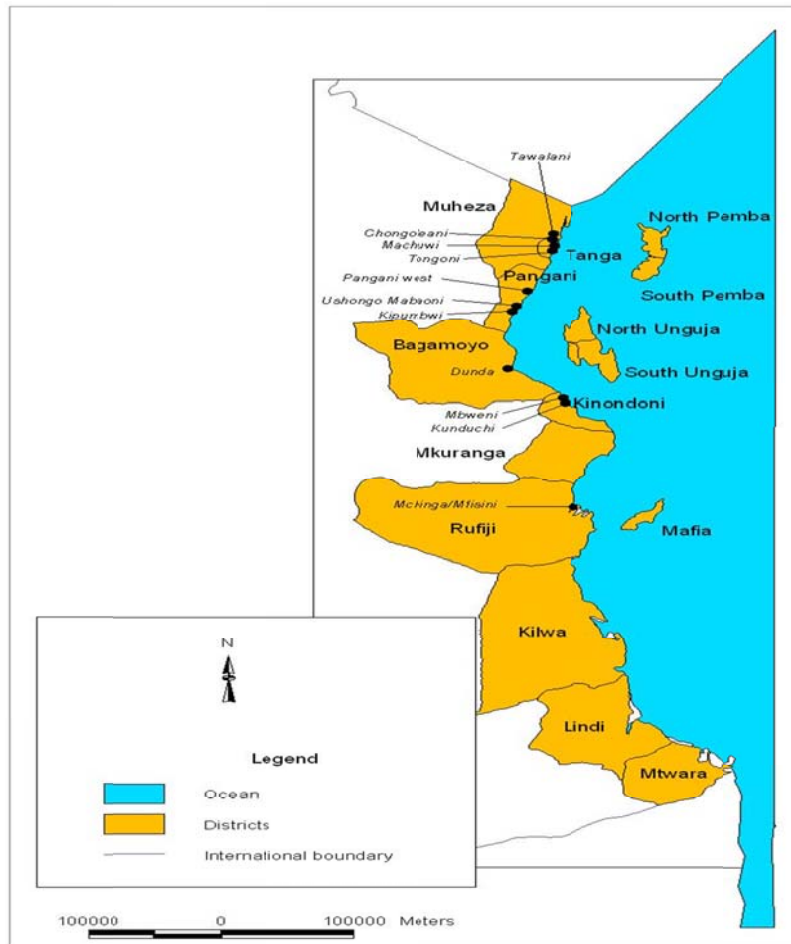 Tawalani
Muheza
North Pemba
Chongoleani
Machuwi
Tongoni
Tanga
Pangani west
Pangani
South Pemba
Ushongo Mabaoni
Kipumbwi
North Unguja
Bagamoyo
Dunda
South Unguja
Mbweni
Kinondoni
Kunduchi
Mkuranga
Mchinga/Mfisini
Rufiji
Mafia
Kilwa
N
Lindi
Legend
Mtwara
Ocean
Districts
International boundary
100000 0 100000 Meters